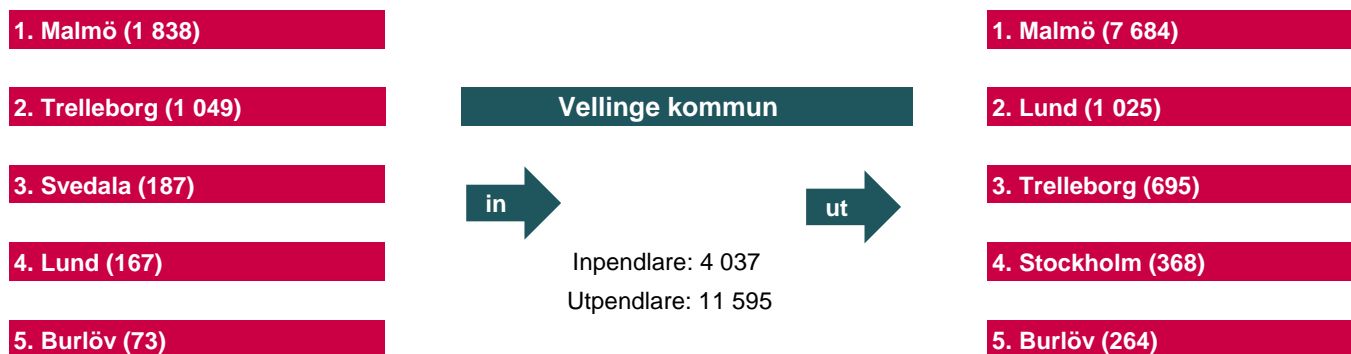 1. Malmö (1 838)
2. Trelleborg (1 049)
3. Svedala (187)
4. Lund (167)
5. Burlöv (73)
Vellinge kommun
in
ut
Inpendlare: 4 037
Utpendlare: 11 595
1. Malmö (7 684)
2. Lund (1 025)
3. Trelleborg (695)
4. Stockholm (368)
5. Burlöv (264)